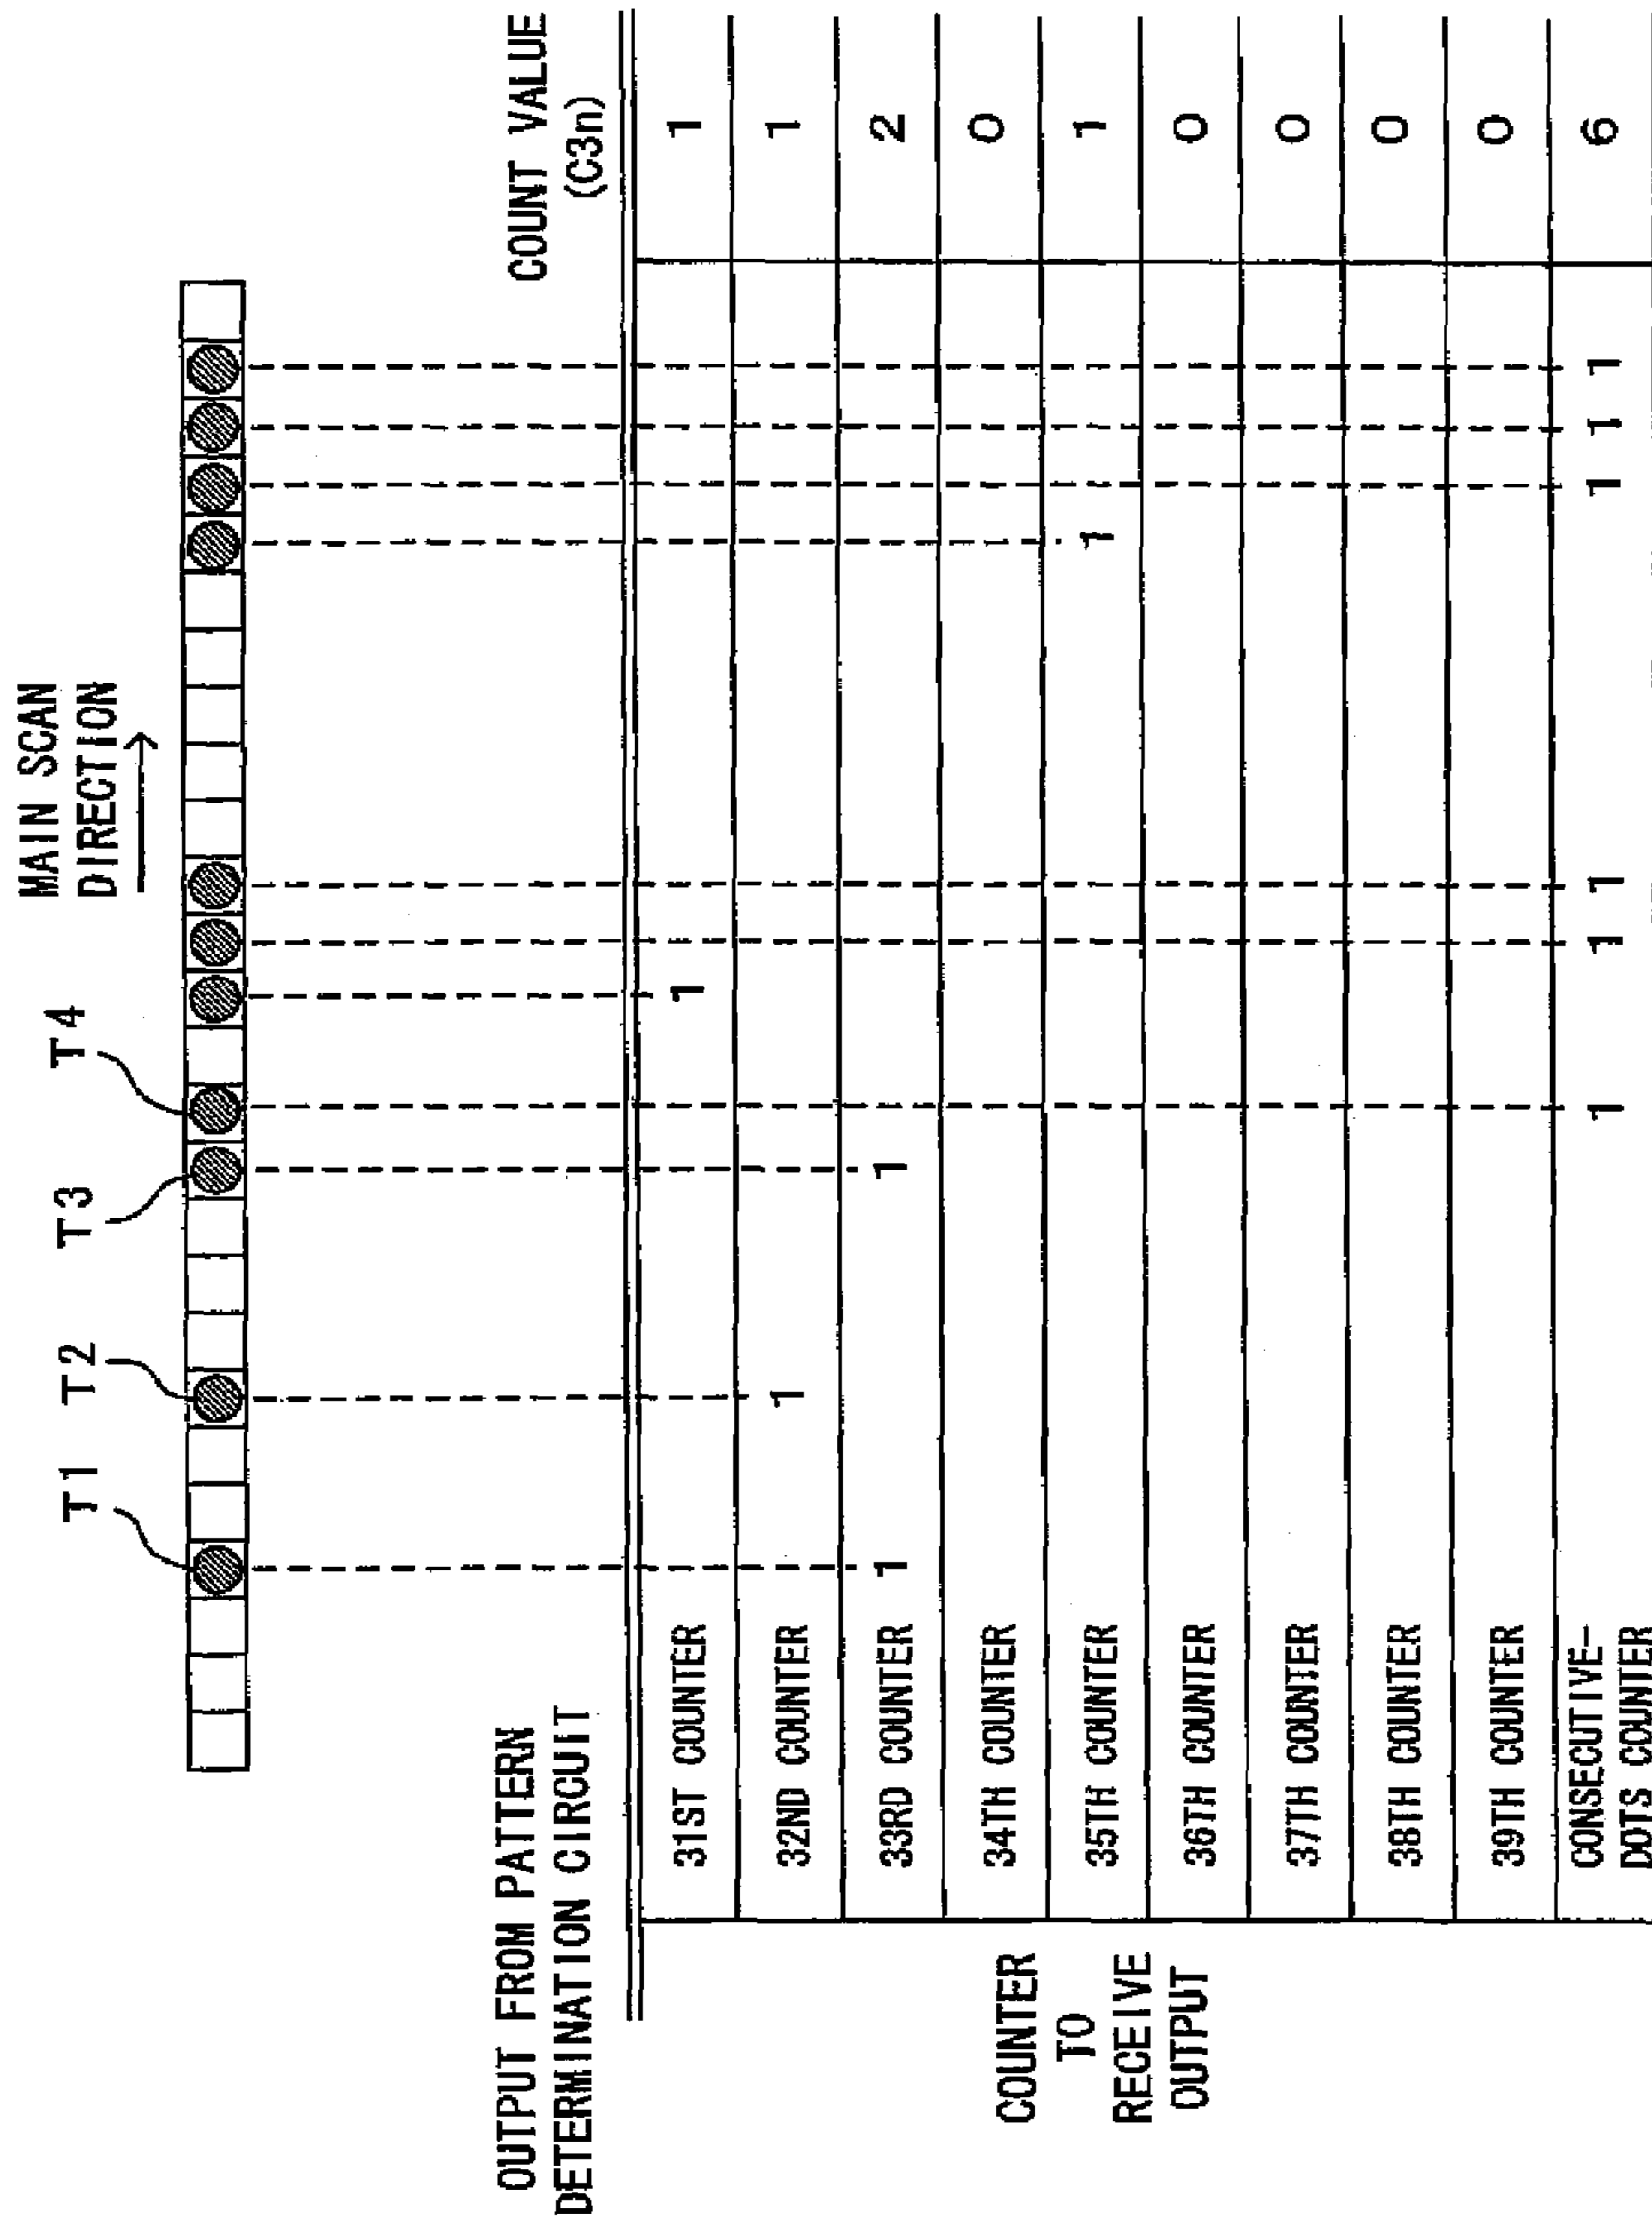 MAIN SCAN
DIRECTION
T1 T2 T3 T4
OUTPUT FROM PATTERN
DETERMINATION CIRCUIT
COUNT VALUE
(C3n)
COUNTER
TO
RECEIVE
OUTPUT
31ST COUNTER 1 1
32ND COUNTER 1 1
33RD COUNTER 1 1 2
34TH COUNTER 0
35TH COUNTER 1 1
36TH COUNTER 0
37TH COUNTER 0
38TH COUNTER 0
39TH COUNTER 0
CONSECUTIVE-
DOTS COUNTER 1 1 1 1 1 1 6